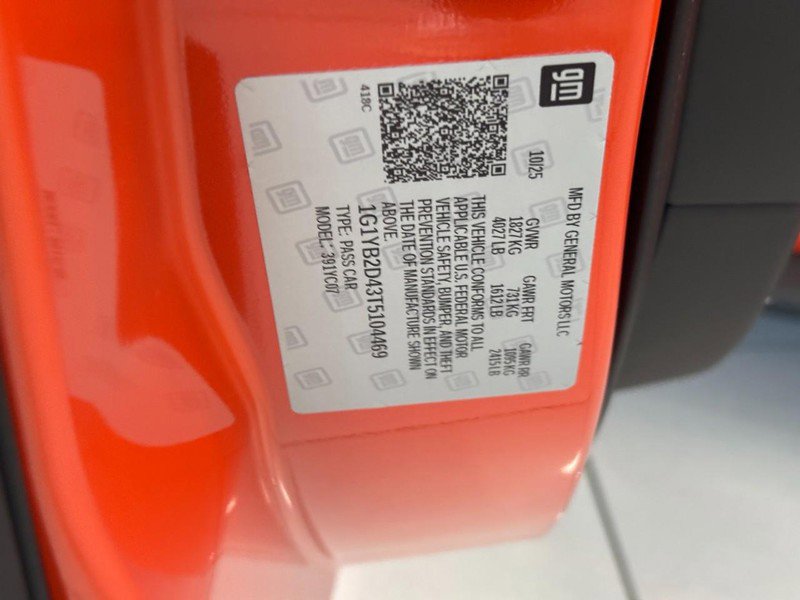 gm
MFD BY GENERAL MOTORS LLC
10/25
GVWR GAWR FRT GAWR RR
1827 KG 731 KG 1095 KG
4027 LB 1612 LB 2415 LB
THIS VEHICLE CONFORMS TO ALL
APPLICABLE U.S. FEDERAL MOTOR
VEHICLE SAFETY, BUMPER, AND THEFT
PREVENTION STANDARDS IN EFFECT ON
THE DATE OF MANUFACTURE SHOWN
ABOVE.
1G1YB2D43T5104469
TYPE: PASS CAR
MODEL: 391YC07
418C